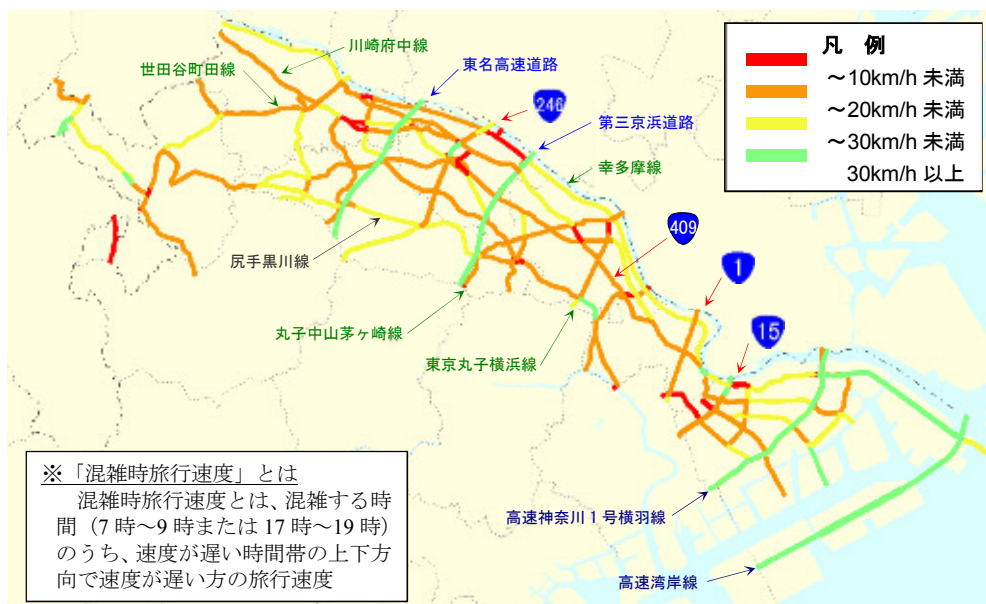 川崎府中線
世田谷町田線
東名高速道路
246
第三京浜道路
幸多摩線
409
尻手黒川線
1
丸子中山茅ヶ崎線
15
東京丸子横浜線
高速神奈川１号横羽線
高速湾岸線
凡 例
～10km/h 未満
～20km/h 未満
～30km/h 未満
30km/h 以上
※「混雑時旅行速度」とは
混雑時旅行速度とは、混雑する時
間（7 時～9 時または 17 時～19 時）
のうち、速度が遅い時間帯の上下方
向で速度が遅い方の旅行速度